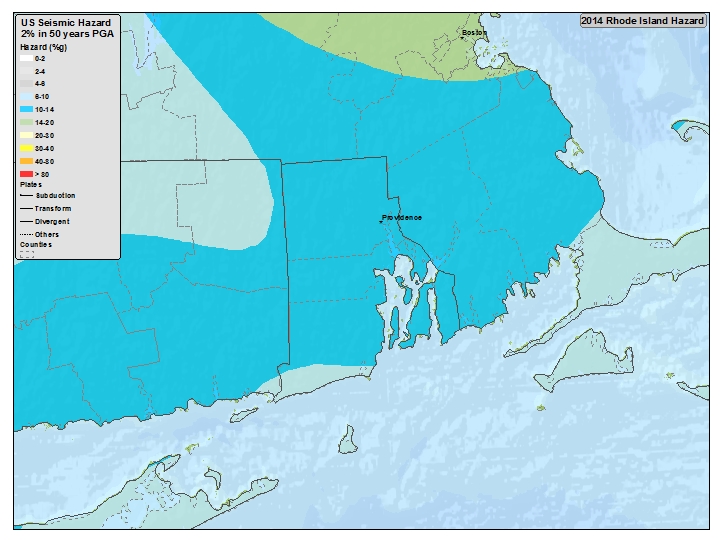 US Seismic Hazard
2% in 50 years PGA
Hazard (%g)
0-2
2-4
4-6
6-10
10-14
14-20
20-30
30-40
40-80
> 80
Plates
Subduction
Transform
Divergent
Others
Counties
2014 Rhode Island Hazard
Boston
Providence